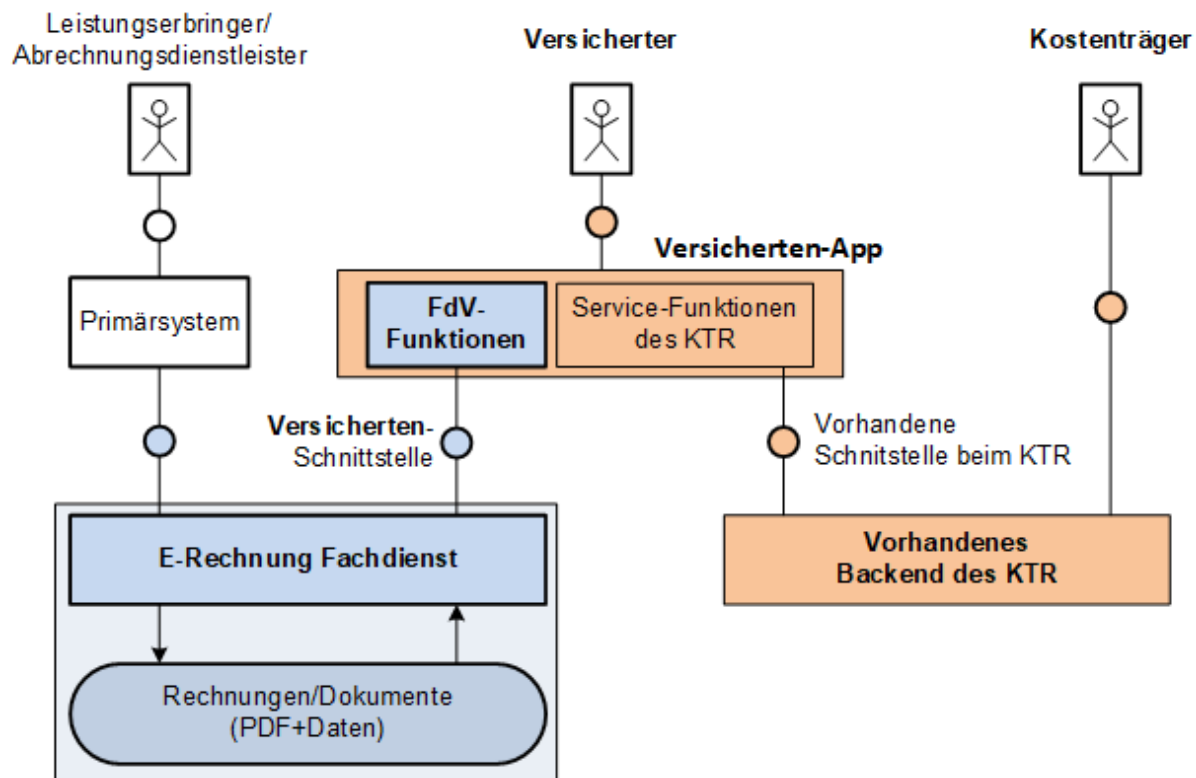 Leistungserbringer/
Abrechnungsdienstleister
Versicherter
Kostenträger
Versicherten-App
Primärsystem
FdV-
Funktionen
Service-Funktionen
des KTR
Versicherten-
Schnittstelle
Vorhandene
Schnitstelle beim KTR
E-Rechnung Fachdienst
Vorhandenes
Backend des KTR
Rechnungen/Dokumente
(PDF+Daten)